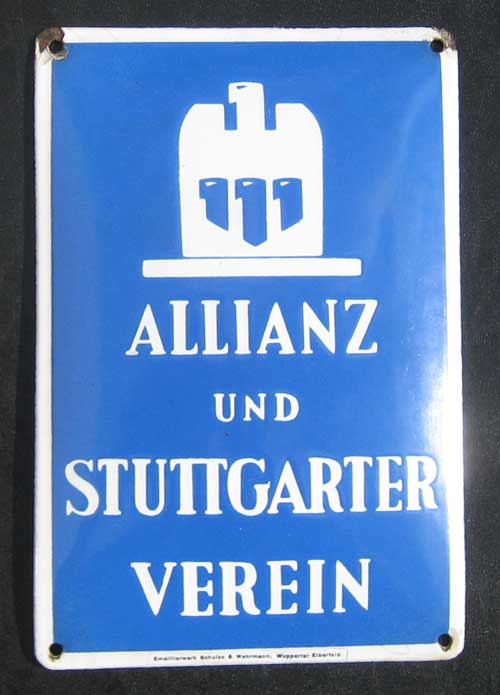 ALLIANZ
UND
STUTTGARTER
VEREIN
Emaillierwerk Schulze & Wehrmann, Wuppertal-Elberfeld